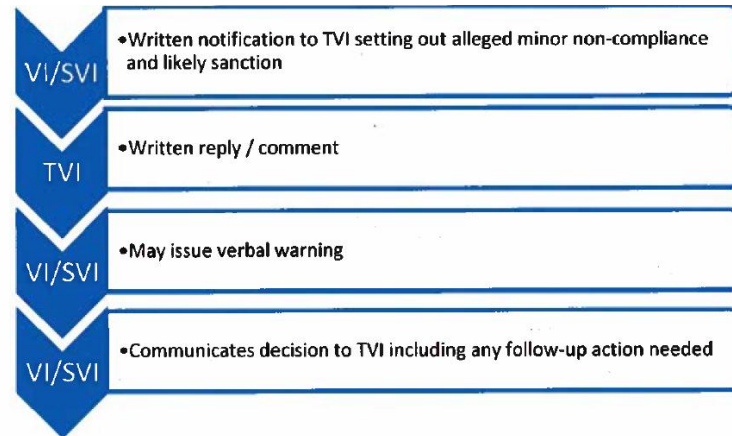 VI/SVI
•Written notification to TVI setting out alleged minor non-compliance
and likely sanction
TVI
•Written reply / comment
VI/SVI
•May issue verbal warning
VI/SVI
•Communicates decision to TVI including any follow-up action needed